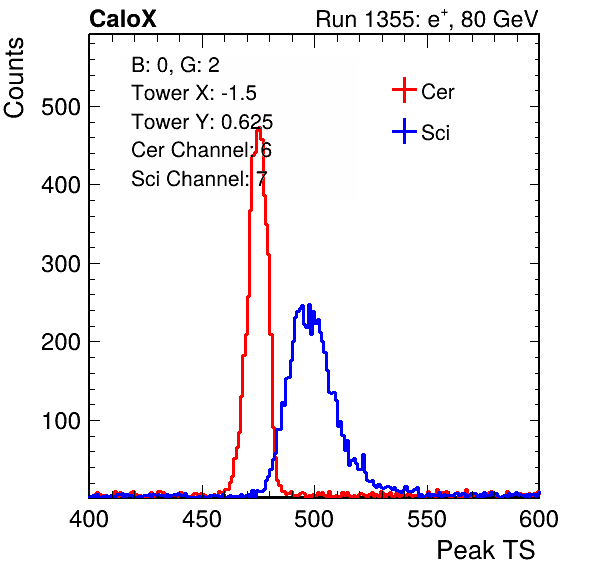 CaloX
Run 1355: e⁺, 80 GeV
Counts
B: 0, G: 2
Tower X: -1.5
Tower Y: 0.625
Cer Channel: 6
Sci Channel: 7
Cer
Sci
500
400
300
200
100
400 450 500 550 600
Peak TS